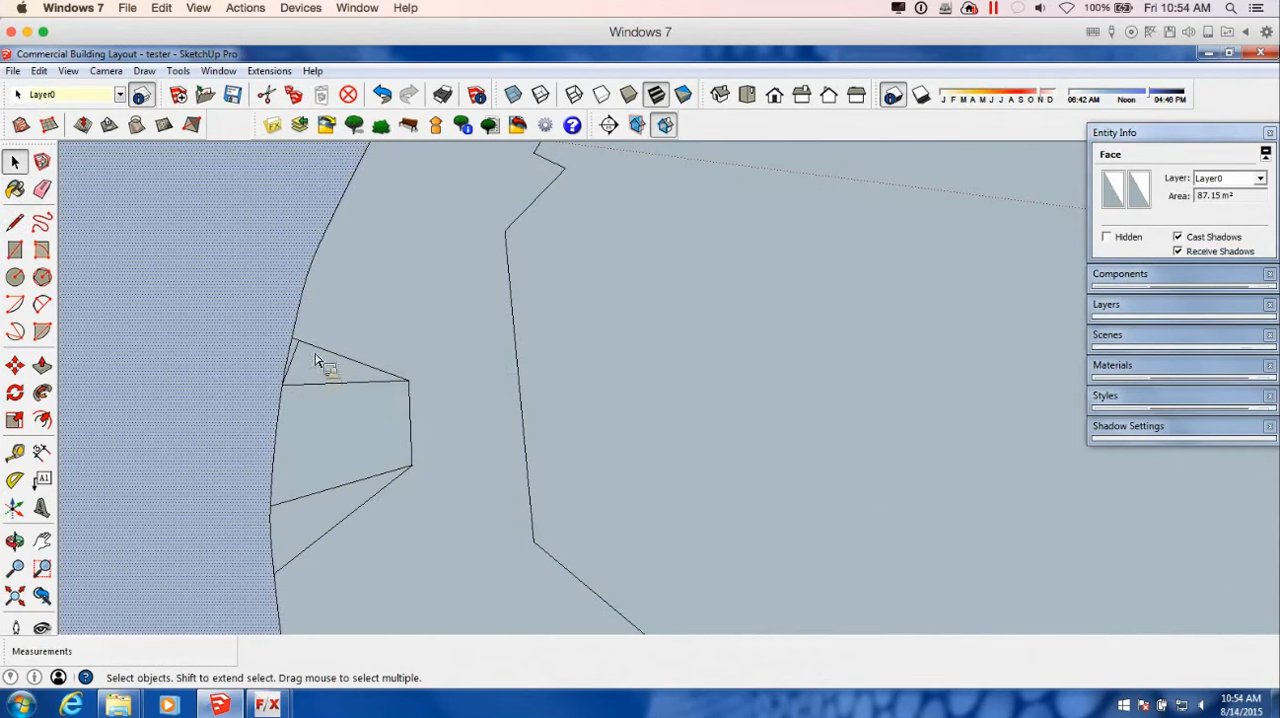 Windows 7 File Edit View Actions Devices Window Help 100% Fri 10:54 AM
Windows 7
Commercial Building Layout - tester - SketchUp Pro
File Edit View Camera Draw Tools Window Extensions Help
Layer0
J F M A M J J A S O N D
06:42 AM Noon 04:46 PM
Entity Info
Face
Layer: Layer0
Area: 87.15 m²
Hidden
Cast Shadows
Receive Shadows
Components
Layers
Scenes
Materials
Styles
Shadow Settings
A1
Measurements
Select objects. Shift to extend select. Drag mouse to select multiple.
F/X
10:54 AM
8/14/2015